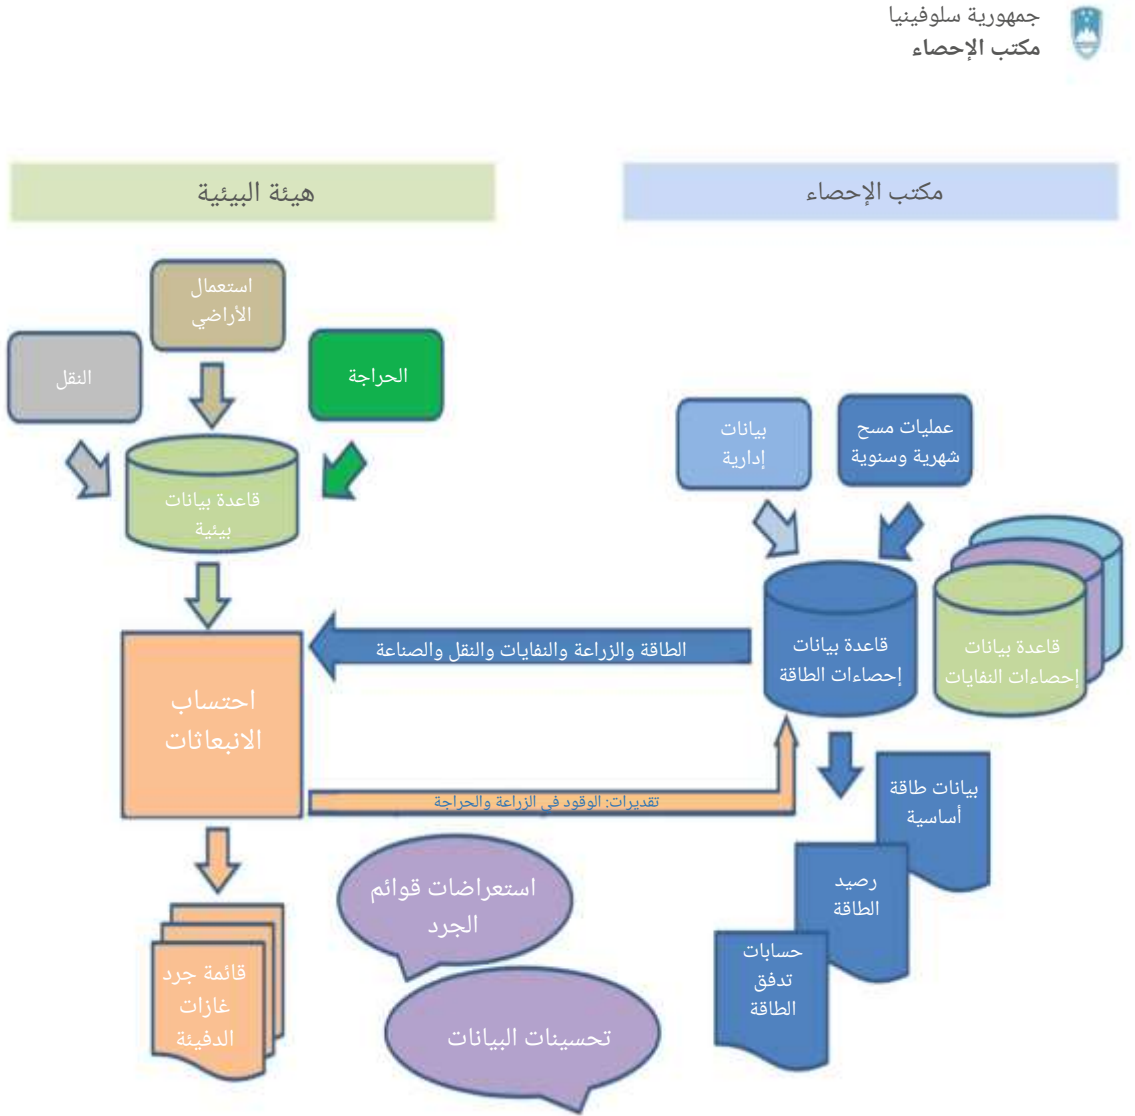 جمهورية سلوفينيا
مكتب الإحصاء
مكتب الإحصاء
هيئة البيئية
عمليات مسح
شهرية وسنوية
بيانات
إدارية
قاعدة بيانات
إحصاءات النفايات
قاعدة بيانات
إحصاءات الطاقة
الطاقة والزراعة والنفايات والنقل والصناعة
تقديرات: الوقود في الزراعة والحراجة
بيانات طاقة
أساسية
رصيد
الطاقة
حسابات
تدفق
الطاقة
استعمال
الأراضي
الحراجة
النقل
قاعدة بيانات
بيئية
احتساب
الانبعاثات
قائمة جرد
غازات
الدفيئة
استعراضات قوائم
الجرد
تحسينات البيانات